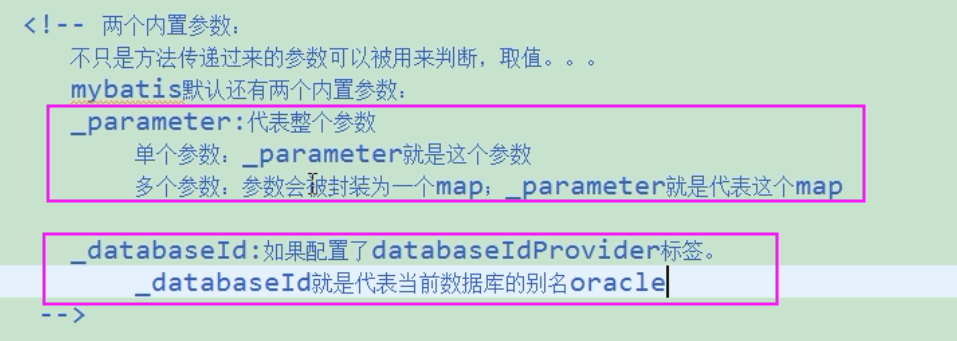 <!-- 两个内置参数:
不只是方法传递过来的参数可以被用来判断，取值。。。
mybatis默认还有两个内置参数:
_parameter:代表整个参数
单个参数：_parameter就是这个参数
多个参数：参数会被封装为一个map；_parameter就是代表这个map
_databaseId:如果配置了databaseIdProvider标签。
_databaseId就是代表当前数据库的别名oracle
-->